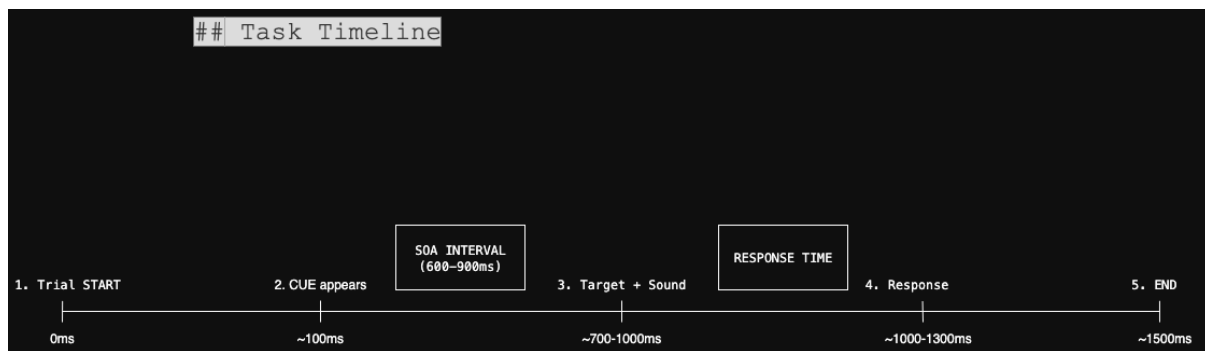 ## Task Timeline
SOA INTERVAL
(600-900ms)
RESPONSE TIME
1. Trial START
2. CUE appears
3. Target + Sound
4. Response
5. END
0ms
~100ms
~700-1000ms
~1000-1300ms
~1500ms